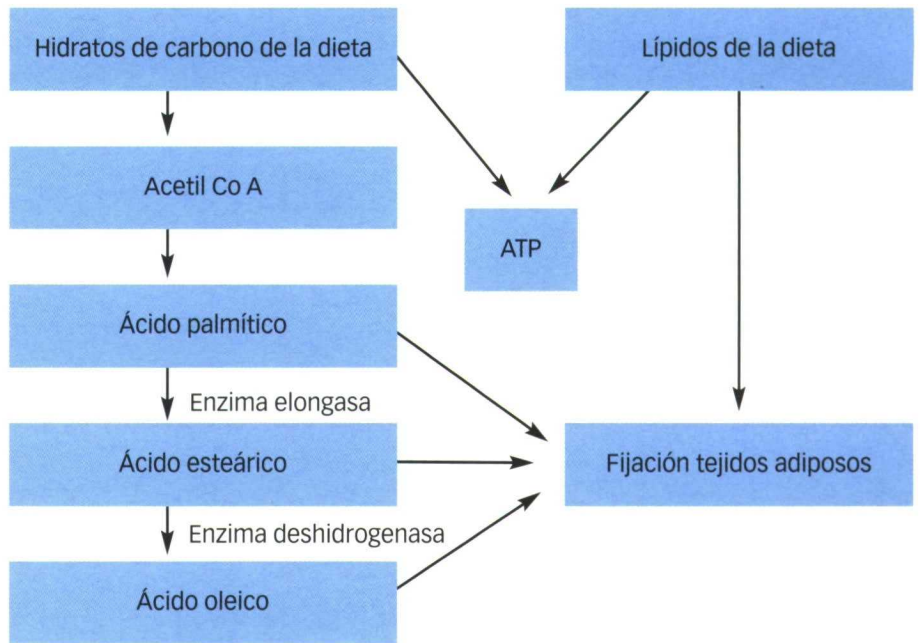 Hidratos de carbono de la dieta
Lípidos de la dieta
Acetil Co A
ATP
Ácido palmítico
Enzima elongasa
Ácido esteárico
Fijación tejidos adiposos
Enzima deshidrogenasa
Ácido oleico